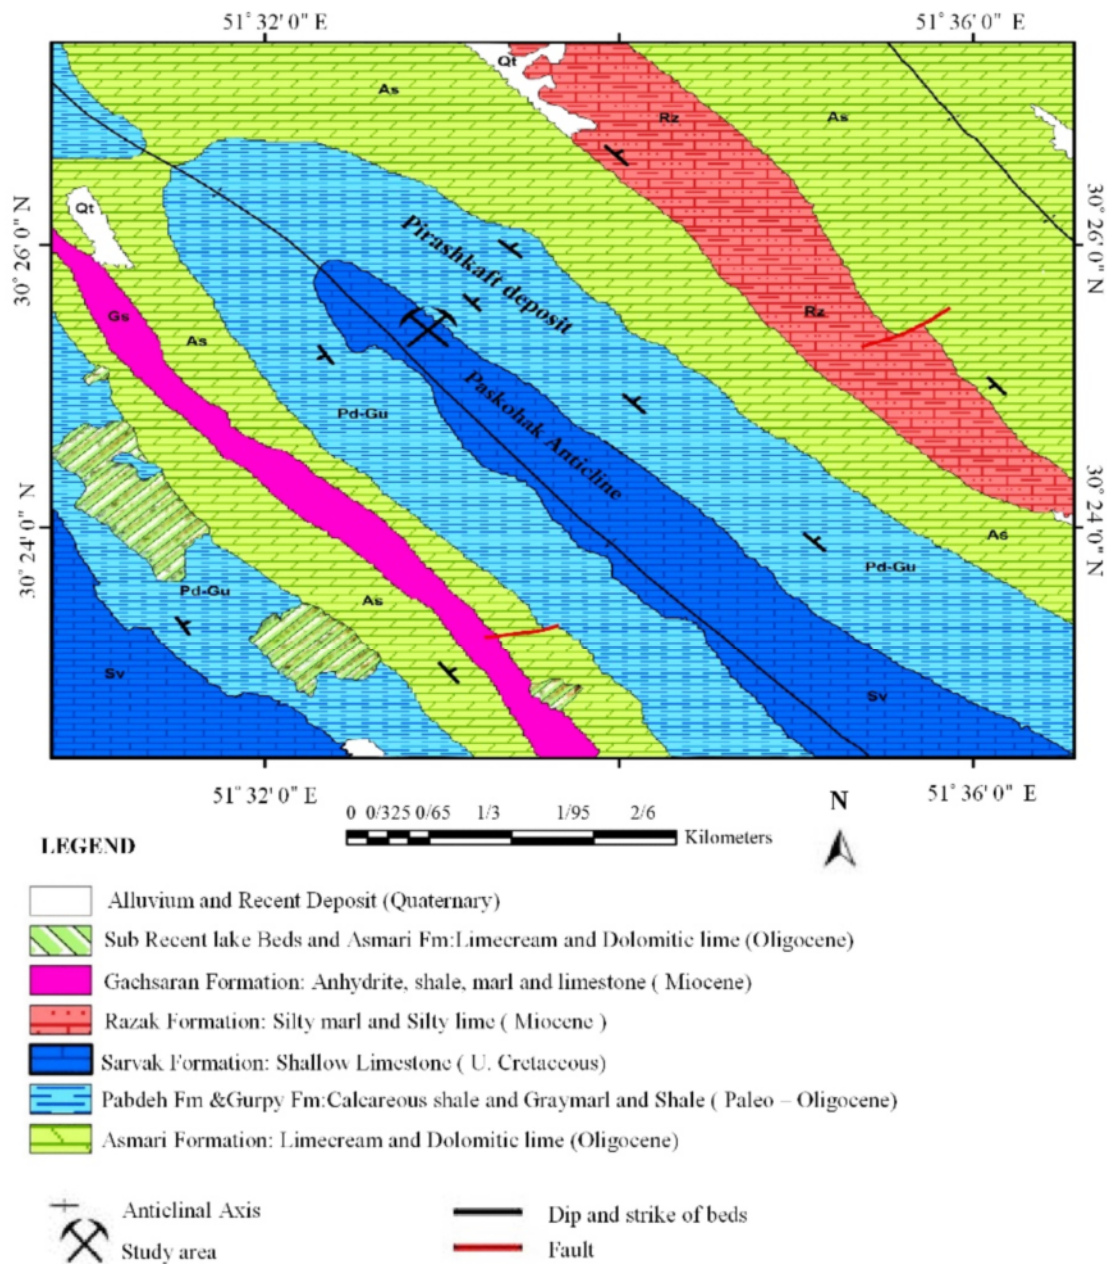 51° 32' 0" E
51° 36' 0" E
Qt
As
Rz
As
30° 26' 0" N
30° 26' 0" N
Qt
Pirashkaft deposit
Gs
As
Rz
Paskohak Anticline
Pd-Gu
30° 24' 0" N
30° 24' 0" N
As
Pd-Gu
Pd-Gu
As
Sv
Sv
51° 32' 0" E
51° 36' 0" E
0 0/325 0/65 1/3 1/95 2/6
Kilometers
N
LEGEND
Alluvium and Recent Deposit (Quaternary)
Sub Recent lake Beds and Asmari Fm:Limecream and Dolomitic lime (Oligocene)
Gachsaran Formation: Anhydrite, shale, marl and limestone ( Miocene)
Razak Formation: Silty marl and Silty lime ( Miocene )
Sarvak Formation: Shallow Limestone ( U. Cretaceous)
Pabdeh Fm &Gurpy Fm:Calcareous shale and Graymarl and Shale ( Paleo – Oligocene)
Asmari Formation: Limecream and Dolomitic lime (Oligocene)
Anticlinal Axis
Dip and strike of beds
Study area
Fault